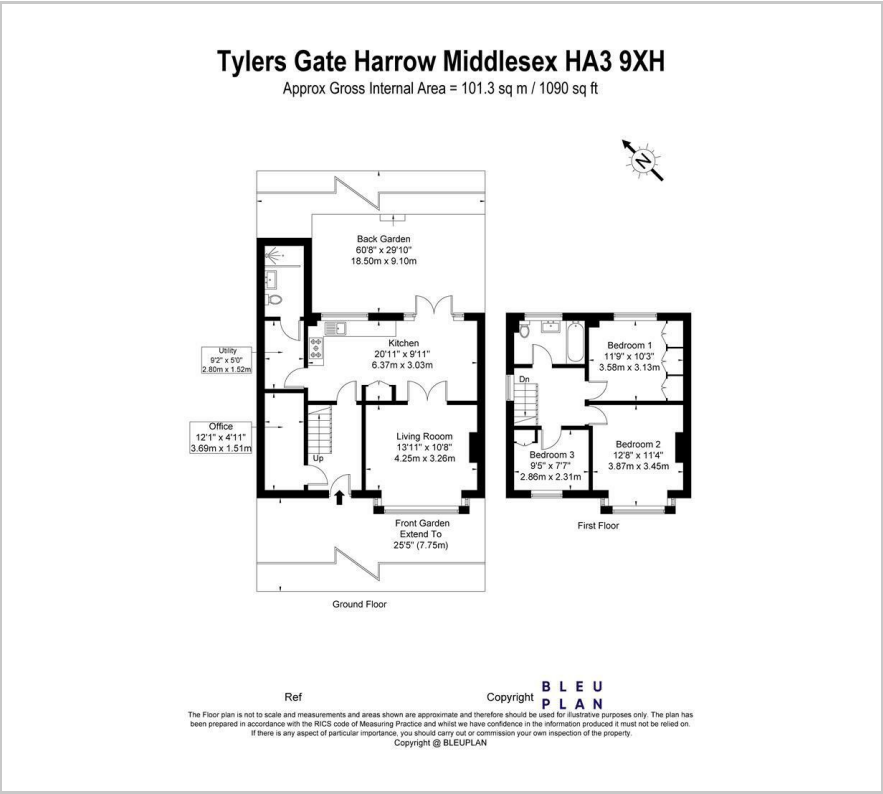 Tylers Gate Harrow Middlesex HA3 9XH
Approx Gross Internal Area = 101.3 sq m / 1090 sq ft
N
Back Garden
60'8" x 29'10"
18.50m x 9.10m
Utility
9'2" x 5'0"
2.80m x 1.52m
Kitchen
20'11" x 9'11"
6.37m x 3.03m
Office
12'1" x 4'11"
3.69m x 1.51m
Up
Living Rooom
13'11" x 10'8"
4.25m x 3.26m
Front Garden
Extend To
25'5" (7.75m)
Ground Floor
Bedroom 1
11'9" x 10'3"
3.58m x 3.13m
Dn
Bedroom 3
9'5" x 7'7"
2.86m x 2.31m
Bedroom 2
12'8" x 11'4"
3.87m x 3.45m
First Floor
Ref
Copyright
BLEU
PLAN
The Floor plan is not to scale and measurements and areas shown are approximate and therefore should be used for illustrative purposes only. The plan has
been prepared in accordance with the RICS code of Measuring Practice and whilst we have confidence in the information produced it must not be relied on.
If there is any aspect of particular importance, you should carry out or commission your own inspection of the property.
Copyright @ BLEUPLAN